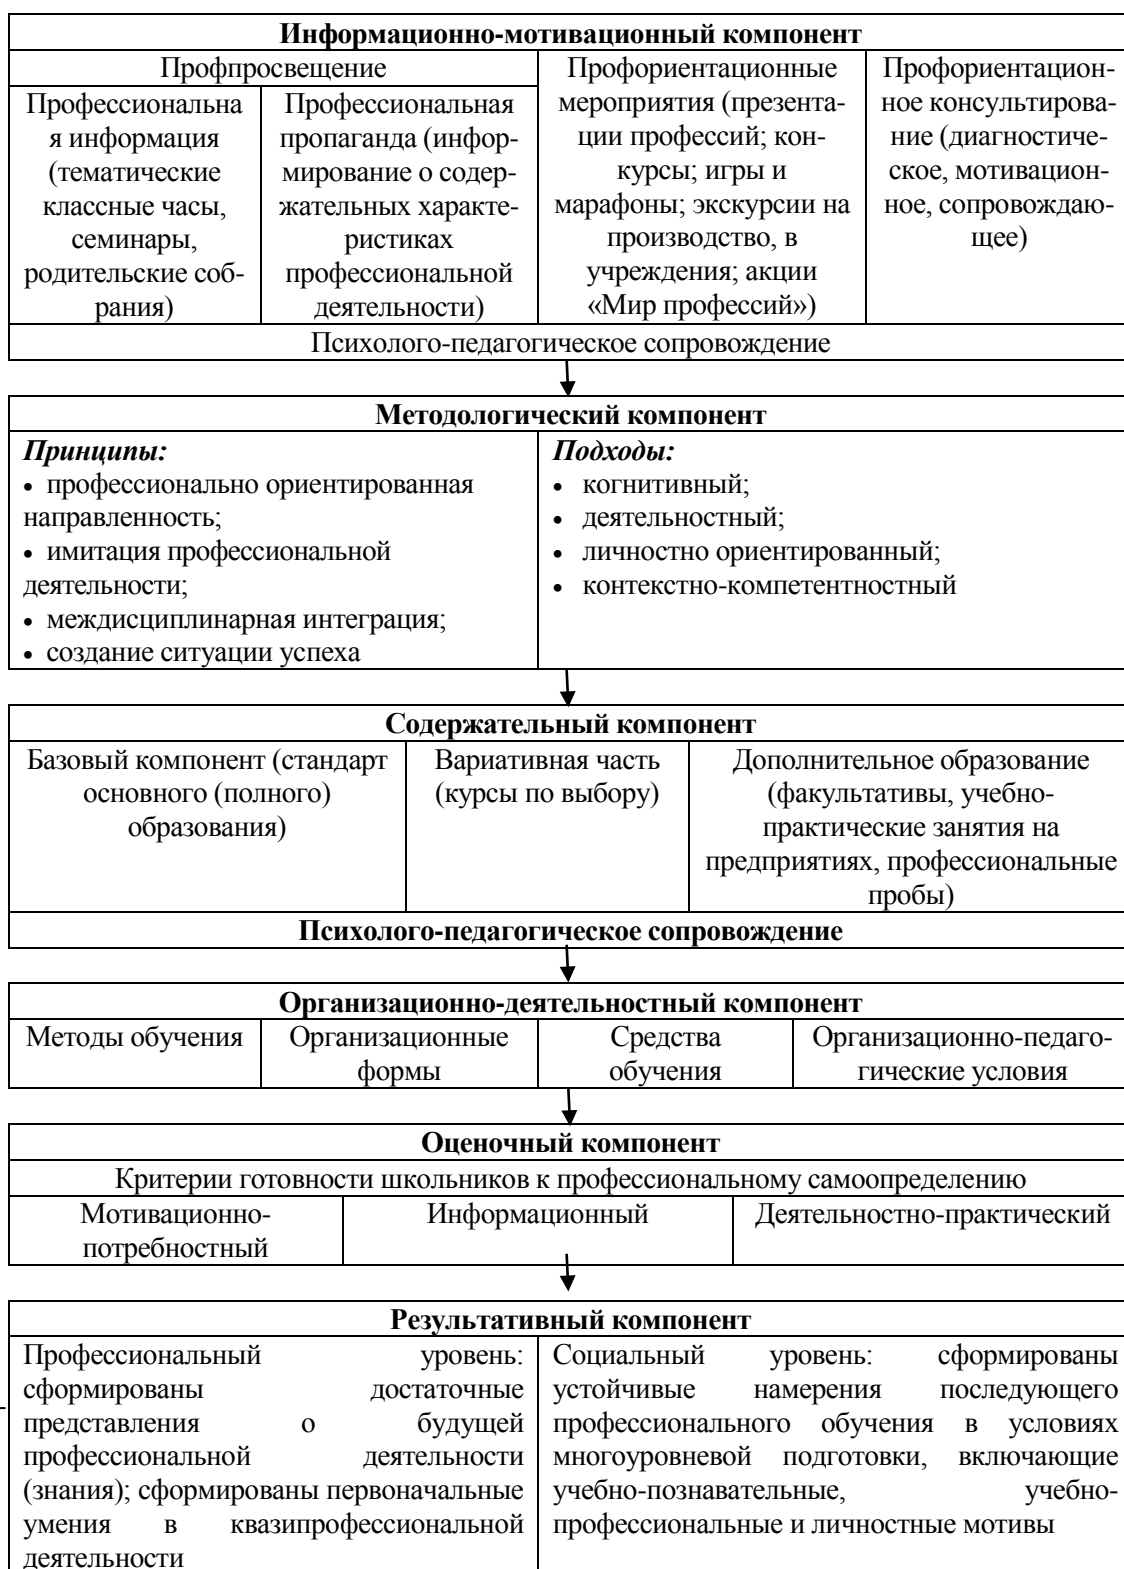 Информационно-мотивационный компонент
Профпросвещение
Профессиональна
я информация
(тематические
классные часы,
семинары,
родительские соб-
рания)
Профессиональная
пропаганда (инфор-
мирование о содер-
жательных характе-
ристиках
профессиональной
деятельности)
Профориентационные
мероприятия (презента-
ции профессий; кон-
курсы; игры и
марафоны; экскурсии на
производство, в
учреждения; акции
«Мир профессий»)
Профориентацион-
ное консультирова-
ние (диагностиче-
ское, мотивацион-
ное, сопровождаю-
щее)
Психолого-педагогическое сопровождение
Методологический компонент
Принципы:
• профессионально ориентированная
направленность;
• имитация профессиональной
деятельности;
• междисциплинарная интеграция;
• создание ситуации успеха
Подходы:
• когнитивный;
• деятельностный;
• личностно ориентированный;
• контекстно-компетентностный
Содержательный компонент
Базовый компонент (стандарт
основного (полного)
образования)
Вариативная часть
(курсы по выбору)
Дополнительное образование
(факультативы, учебно-
практические занятия на
предприятиях, профессиональные
пробы)
Психолого-педагогическое сопровождение
Организационно-деятельностный компонент
Методы обучения
Организационные
формы
Средства
обучения
Организационно-педаго-
гические условия
Оценочный компонент
Критерии готовности школьников к профессиональному самоопределению
Мотивационно-
потребностный
Информационный
Деятельностно-практический
Результативный компонент
Профессиональный уровень:
сформированы достаточные
представления о будущей
профессиональной деятельности
(знания); сформированы первоначальные
умения в квазипрофессиональной
деятельности
Социальный уровень: сформированы
устойчивые намерения последующего
профессионального обучения в условиях
многоуровневой подготовки, включающие
учебно-познавательные, учебно-
профессиональные и личностные мотивы